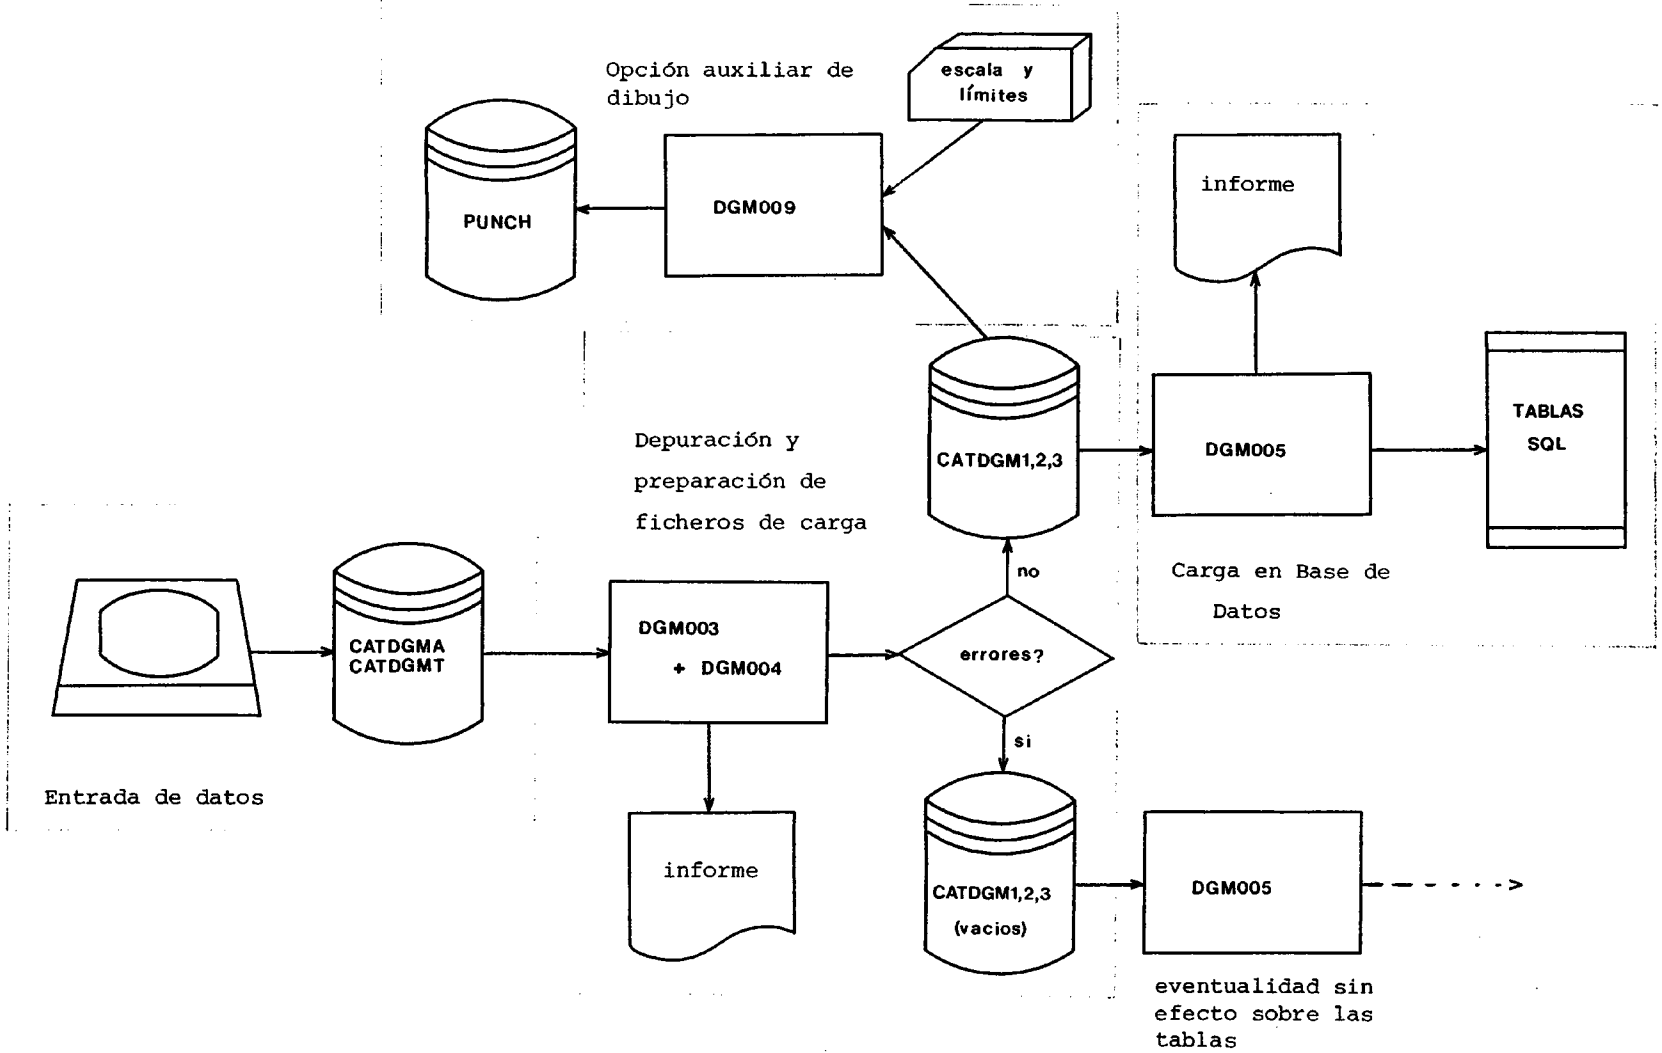 Opción auxiliar de
dibujo
escala y
límites
PUNCH
DGM009
informe
TABLAS
SQL
DGM005
CATDGM1,2,3
Depuración y
preparación de
ficheros de carga
Carga en Base de
Datos
no
CATDGMA
CATDGMT
DGM003
+ DGM004
errores?
si
Entrada de datos
informe
CATDGM1,2,3
(vacios)
DGM005
eventualidad sin
efecto sobre las
tablas